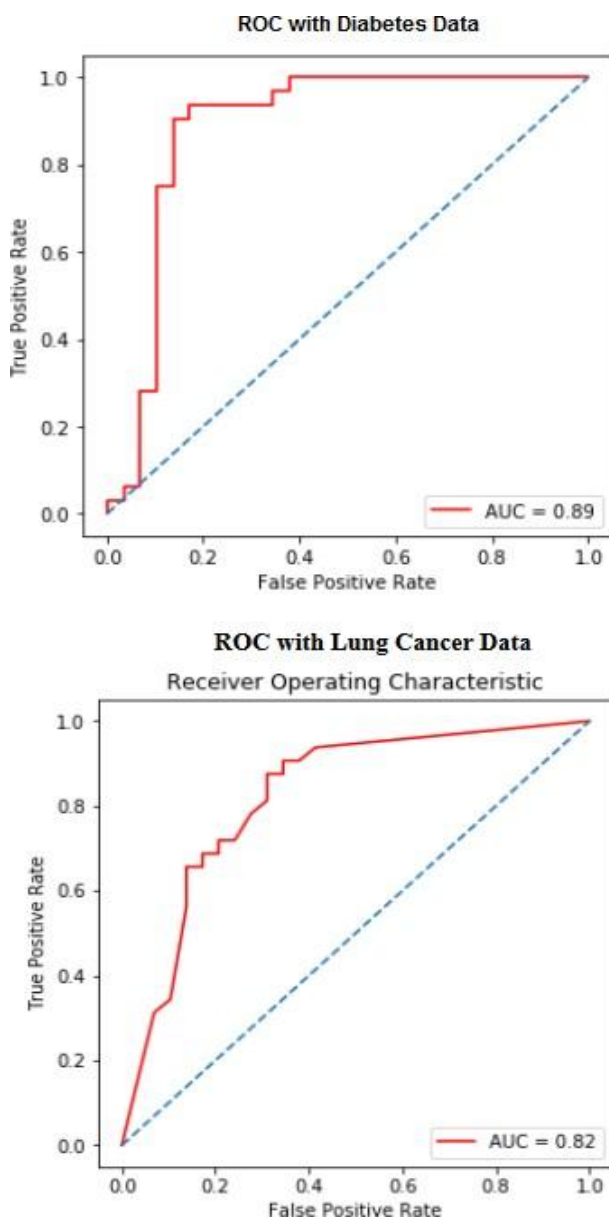 ROC with Diabetes Data
1.0
0.8
0.6
0.4
0.2
0.0
True Positive Rate
AUC = 0.89
0.0 0.2 0.4 0.6 0.8 1.0
False Positive Rate
ROC with Lung Cancer Data
Receiver Operating Characteristic
1.0
0.8
0.6
0.4
0.2
0.0
True Positive Rate
AUC = 0.82
0.0 0.2 0.4 0.6 0.8 1.0
False Positive Rate